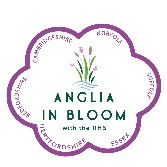 CAMBRIDGESHIRE
NORFOLK
SUFFOLK
ESSEX
HERTFORDSHIRE
BEDFORDSHIRE
ANGLIA
IN BLOOM
with the RHS